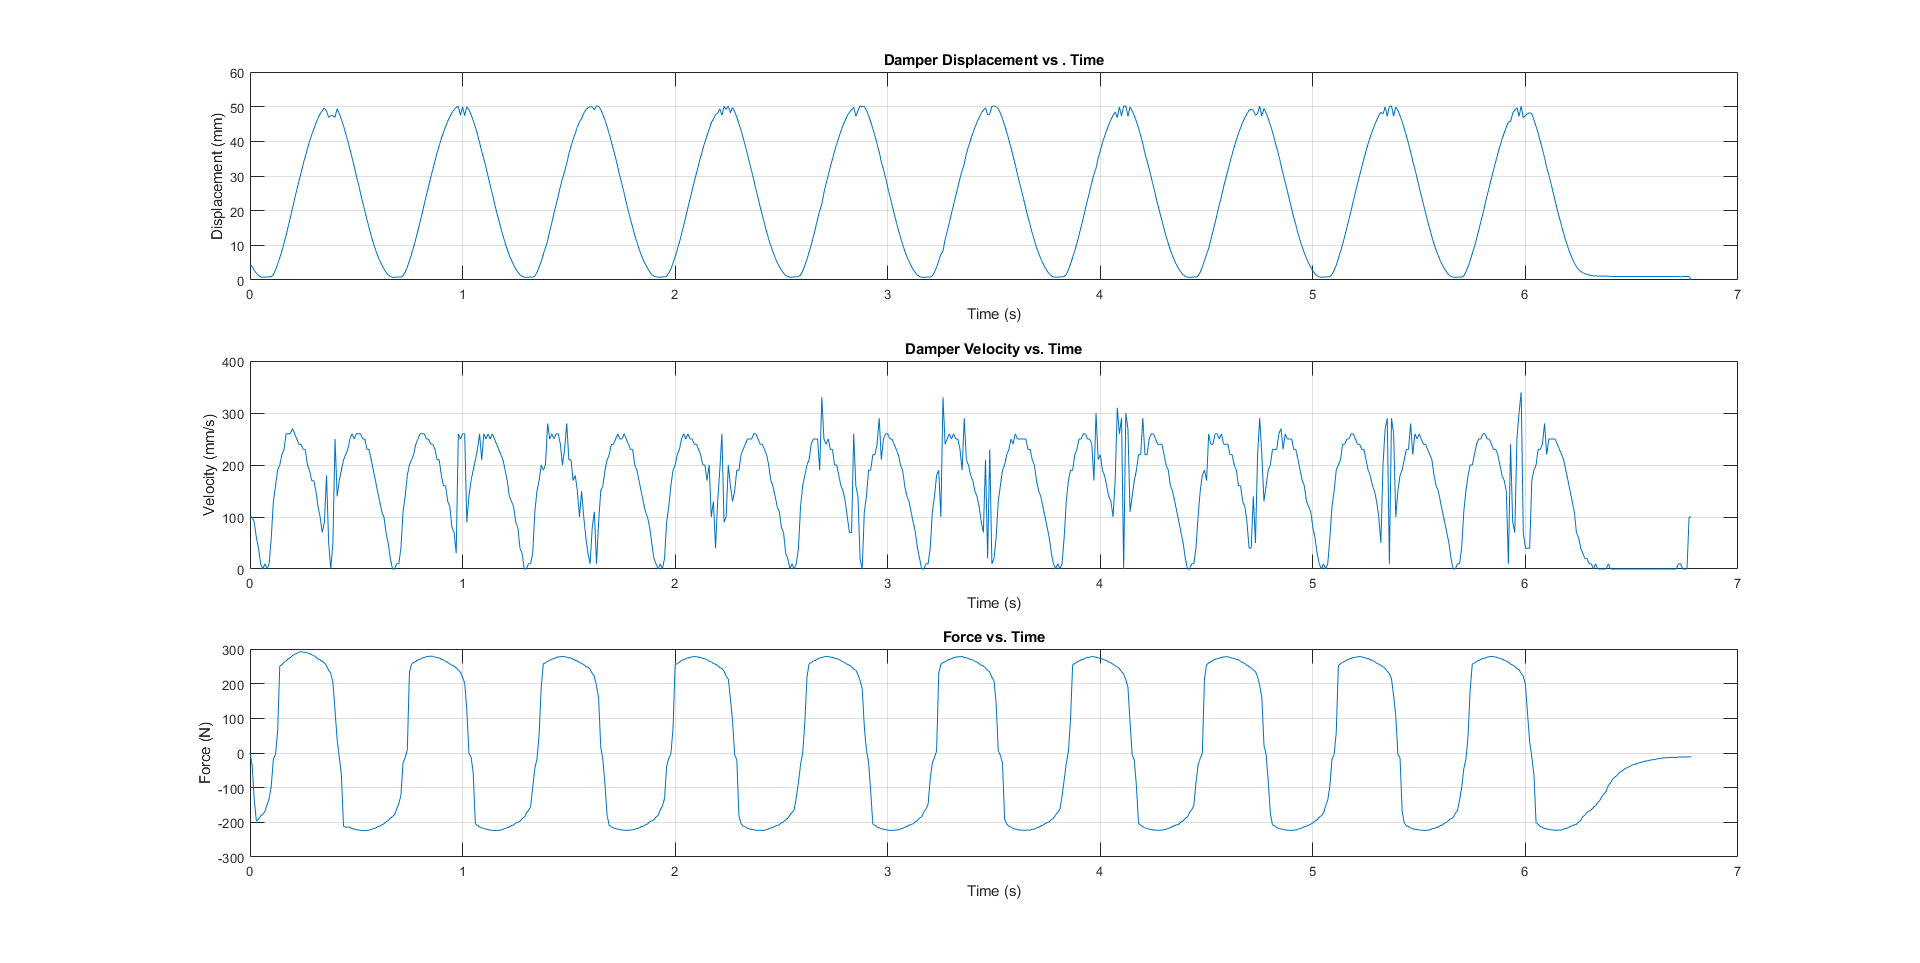 Damper Displacement vs . Time
60
50
40
30
20
10
0
Displacement (mm)
0 1 2 3 4 5 6 7
Time (s)
Damper Velocity vs. Time
400
300
200
100
0
Velocity (mm/s)
0 1 2 3 4 5 6 7
Time (s)
Force vs. Time
300
200
100
0
-100
-200
-300
Force (N)
0 1 2 3 4 5 6 7
Time (s)